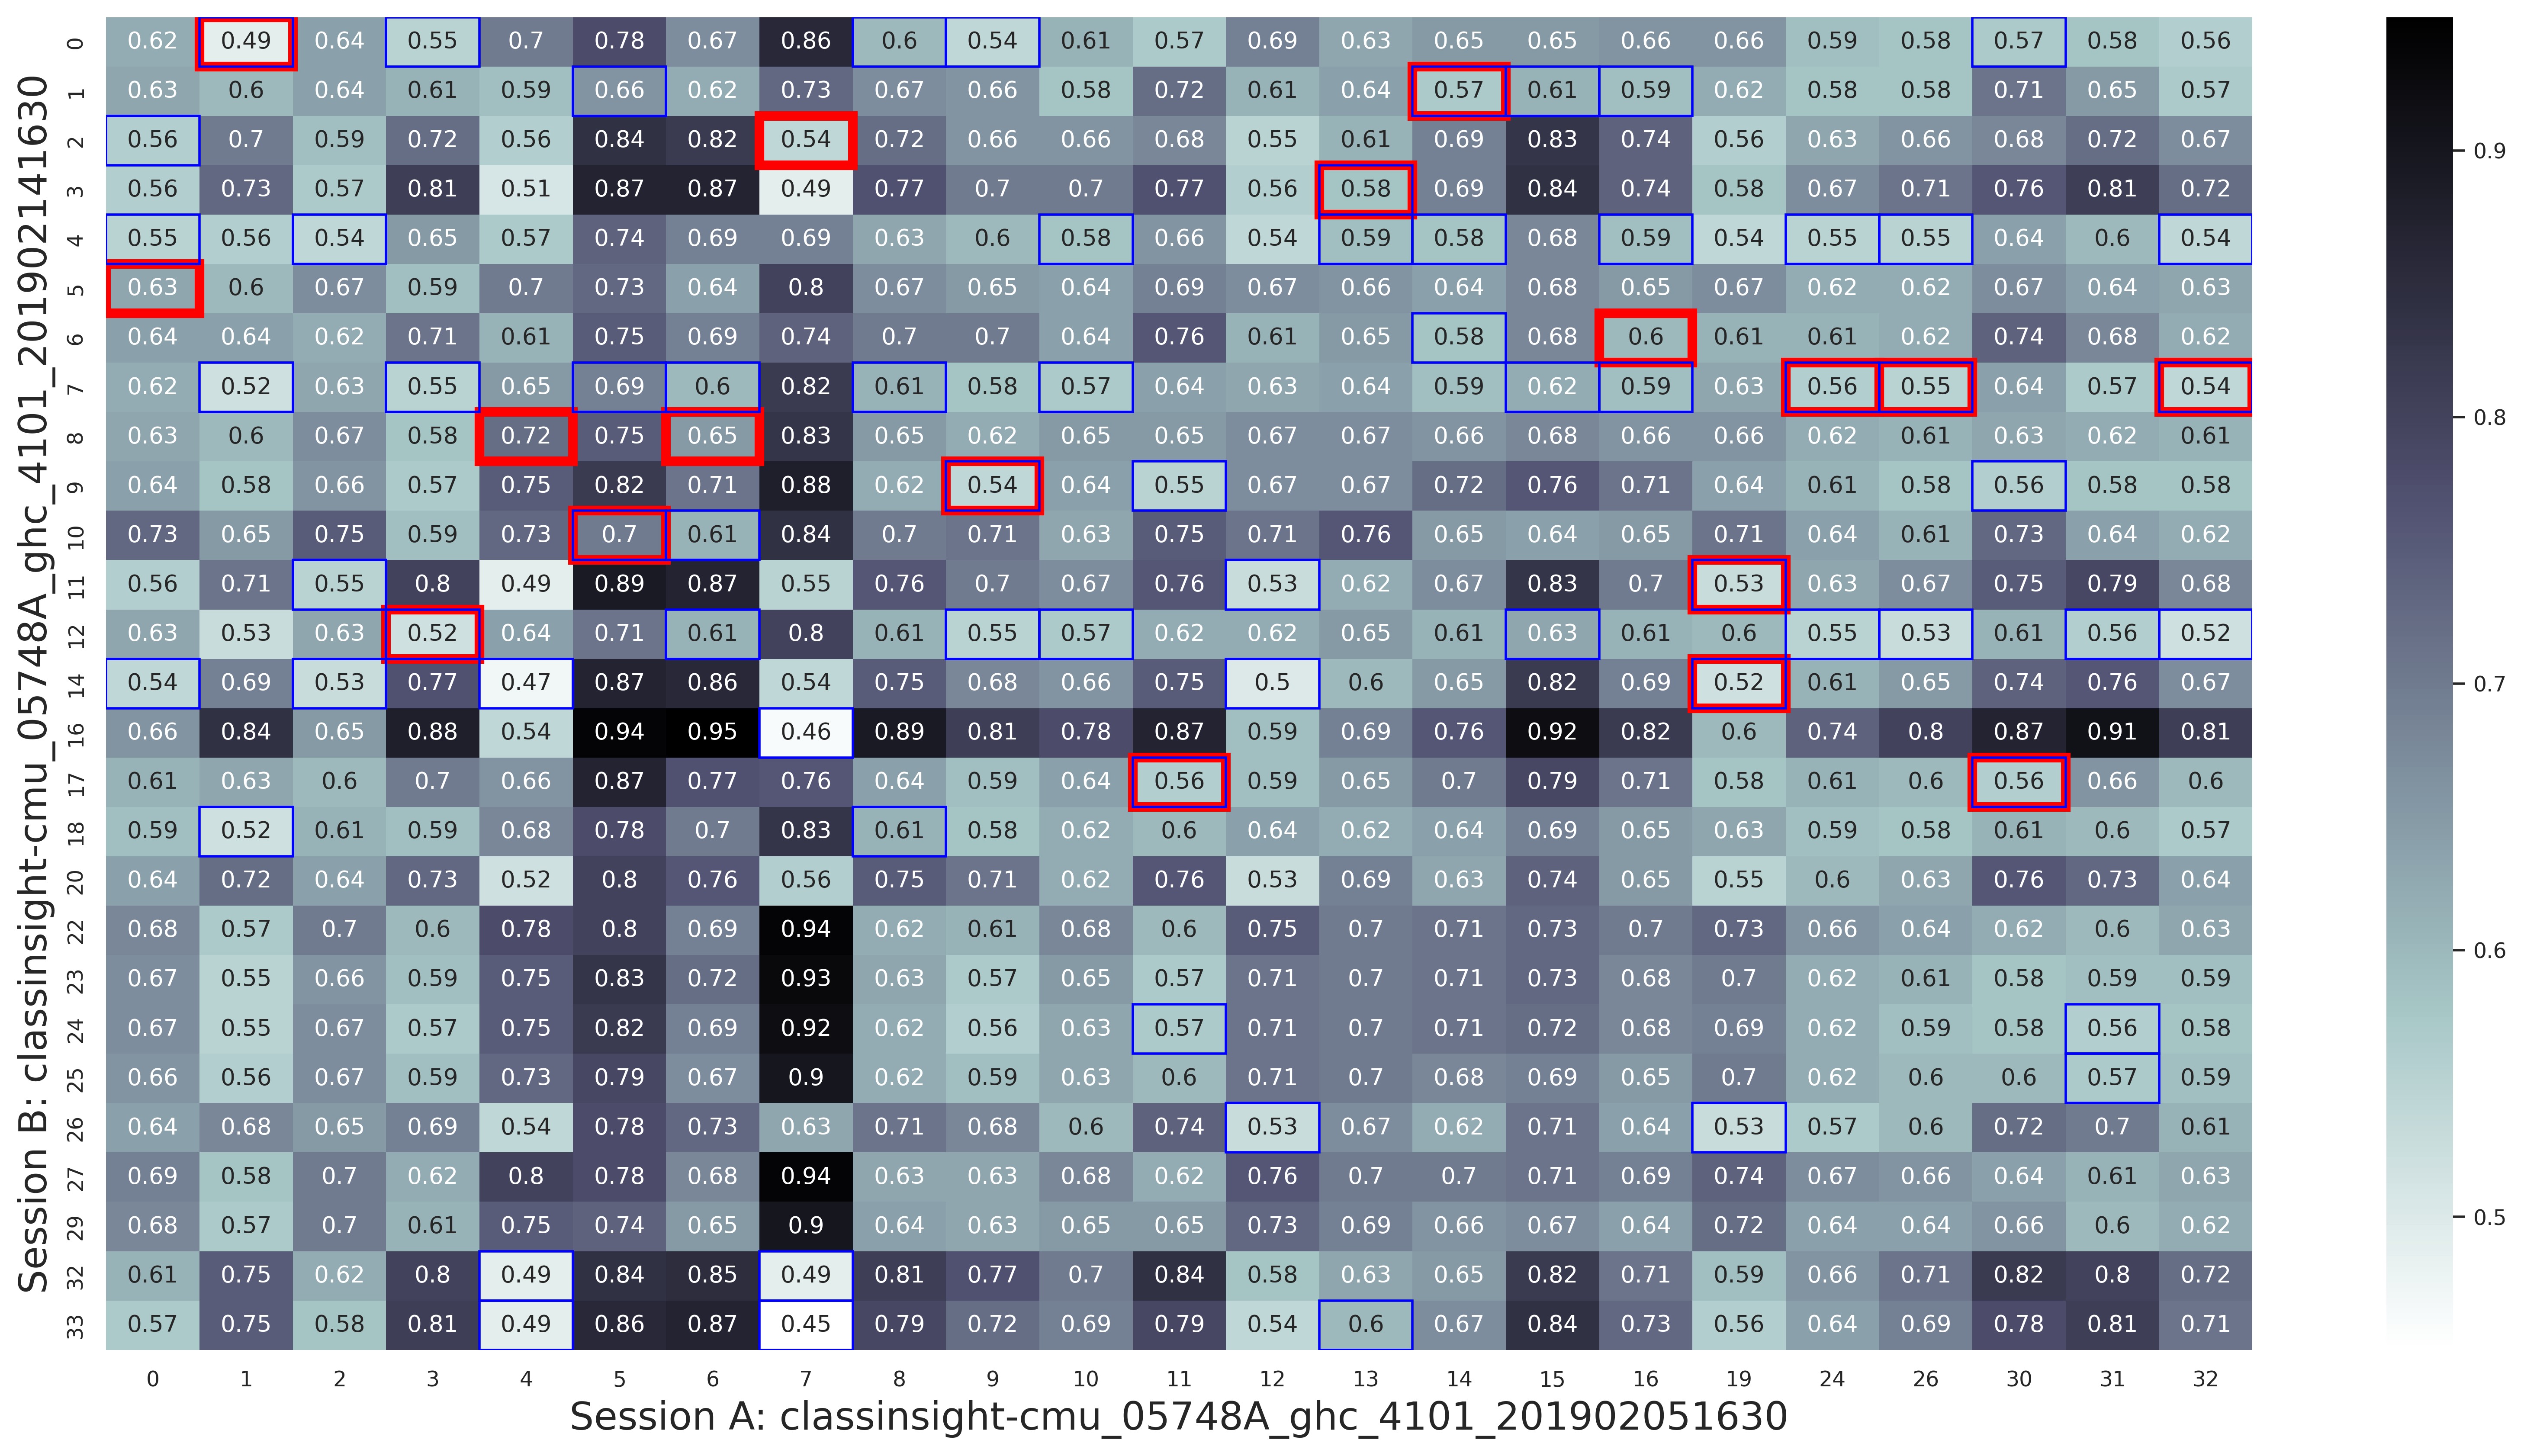 0 0.62 0.49 0.64 0.55 0.7 0.78 0.67 0.86 0.6 0.54 0.61 0.57 0.69 0.63 0.65 0.65 0.66 0.66 0.59 0.58 0.57 0.58 0.56
1 0.63 0.6 0.64 0.61 0.59 0.66 0.62 0.73 0.67 0.66 0.58 0.72 0.61 0.64 0.57 0.61 0.59 0.62 0.58 0.58 0.71 0.65 0.57
2 0.56 0.7 0.59 0.72 0.56 0.84 0.82 0.54 0.72 0.66 0.66 0.68 0.55 0.61 0.69 0.83 0.74 0.56 0.63 0.66 0.68 0.72 0.67
3 0.56 0.73 0.57 0.81 0.51 0.87 0.87 0.49 0.77 0.7 0.7 0.77 0.56 0.58 0.69 0.84 0.74 0.58 0.67 0.71 0.76 0.81 0.72
4 0.55 0.56 0.54 0.65 0.57 0.74 0.69 0.69 0.63 0.6 0.58 0.66 0.54 0.59 0.58 0.68 0.59 0.54 0.55 0.55 0.64 0.6 0.54
5 0.63 0.6 0.67 0.59 0.7 0.73 0.64 0.8 0.67 0.65 0.64 0.69 0.67 0.66 0.64 0.68 0.65 0.67 0.62 0.62 0.67 0.64 0.63
6 0.64 0.64 0.62 0.71 0.61 0.75 0.69 0.74 0.7 0.7 0.64 0.76 0.61 0.65 0.58 0.68 0.6 0.61 0.61 0.62 0.74 0.68 0.62
7 0.62 0.52 0.63 0.55 0.65 0.69 0.6 0.82 0.61 0.58 0.57 0.64 0.63 0.64 0.59 0.62 0.59 0.63 0.56 0.55 0.64 0.57 0.54
8 0.63 0.6 0.67 0.58 0.72 0.75 0.65 0.83 0.65 0.62 0.65 0.65 0.67 0.67 0.66 0.68 0.66 0.66 0.62 0.61 0.63 0.62 0.61
9 0.64 0.58 0.66 0.57 0.75 0.82 0.71 0.88 0.62 0.54 0.64 0.55 0.67 0.67 0.72 0.76 0.71 0.64 0.61 0.58 0.56 0.58 0.58
10 0.73 0.65 0.75 0.59 0.73 0.7 0.61 0.84 0.7 0.71 0.63 0.75 0.71 0.76 0.65 0.64 0.65 0.71 0.64 0.61 0.73 0.64 0.62
11 0.56 0.71 0.55 0.8 0.49 0.89 0.87 0.55 0.76 0.7 0.67 0.76 0.53 0.62 0.67 0.83 0.7 0.53 0.63 0.67 0.75 0.79 0.68
12 0.63 0.53 0.63 0.52 0.64 0.71 0.61 0.8 0.61 0.55 0.57 0.62 0.62 0.65 0.61 0.63 0.61 0.6 0.55 0.53 0.61 0.56 0.52
14 0.54 0.69 0.53 0.77 0.47 0.87 0.86 0.54 0.75 0.68 0.66 0.75 0.5 0.6 0.65 0.82 0.69 0.52 0.61 0.65 0.74 0.76 0.67
16 0.66 0.84 0.65 0.88 0.54 0.94 0.95 0.46 0.89 0.81 0.78 0.87 0.59 0.69 0.76 0.92 0.82 0.6 0.74 0.8 0.87 0.91 0.81
17 0.61 0.63 0.6 0.7 0.66 0.87 0.77 0.76 0.64 0.59 0.64 0.56 0.59 0.65 0.7 0.79 0.71 0.58 0.61 0.6 0.56 0.66 0.6
18 0.59 0.52 0.61 0.59 0.68 0.78 0.7 0.83 0.61 0.58 0.62 0.6 0.64 0.62 0.64 0.69 0.65 0.63 0.59 0.58 0.61 0.6 0.57
20 0.64 0.72 0.64 0.73 0.52 0.8 0.76 0.56 0.75 0.71 0.62 0.76 0.53 0.69 0.63 0.74 0.65 0.55 0.6 0.63 0.76 0.73 0.64
22 0.68 0.57 0.7 0.6 0.78 0.8 0.69 0.94 0.62 0.61 0.68 0.6 0.75 0.7 0.71 0.73 0.7 0.73 0.66 0.64 0.62 0.6 0.63
23 0.67 0.55 0.66 0.59 0.75 0.83 0.72 0.93 0.63 0.57 0.65 0.57 0.71 0.7 0.71 0.73 0.68 0.7 0.62 0.61 0.58 0.59 0.59
24 0.67 0.55 0.67 0.57 0.75 0.82 0.69 0.92 0.62 0.56 0.63 0.57 0.71 0.7 0.71 0.72 0.68 0.69 0.62 0.59 0.58 0.56 0.58
25 0.66 0.56 0.67 0.59 0.73 0.79 0.67 0.9 0.62 0.59 0.63 0.6 0.71 0.7 0.68 0.69 0.65 0.7 0.62 0.6 0.6 0.57 0.59
26 0.64 0.68 0.65 0.69 0.54 0.78 0.73 0.63 0.71 0.68 0.6 0.74 0.53 0.67 0.62 0.71 0.64 0.53 0.57 0.6 0.72 0.7 0.61
27 0.69 0.58 0.7 0.62 0.8 0.78 0.68 0.94 0.63 0.63 0.68 0.62 0.76 0.7 0.7 0.71 0.69 0.74 0.67 0.66 0.64 0.61 0.63
29 0.68 0.57 0.7 0.61 0.75 0.74 0.65 0.9 0.64 0.63 0.65 0.65 0.73 0.69 0.66 0.67 0.64 0.72 0.64 0.64 0.66 0.6 0.62
32 0.61 0.75 0.62 0.8 0.49 0.84 0.85 0.49 0.81 0.77 0.7 0.84 0.58 0.63 0.65 0.82 0.71 0.59 0.66 0.71 0.82 0.8 0.72
33 0.57 0.75 0.58 0.81 0.49 0.86 0.87 0.45 0.79 0.72 0.69 0.79 0.54 0.6 0.67 0.84 0.73 0.56 0.64 0.69 0.78 0.81 0.71
0 1 2 3 4 5 6 7 8 9 10 11 12 13 14 15 16 19 24 26 30 31 32
Session A: classinsight-cmu_05748A_ghc_4101_201902051630
Session B: classinsight-cmu_05748A_ghc_4101_201902141630
0.9
0.8
0.7
0.6
0.5